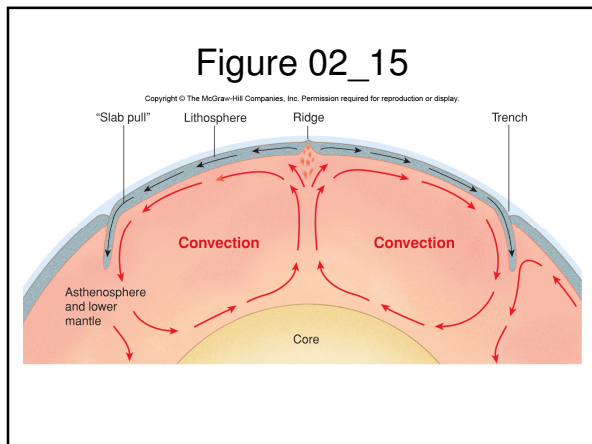 Figure 02_15
Copyright © The McGraw-Hill Companies, Inc. Permission required for reproduction or display.
“Slab pull” Lithosphere Ridge Trench
Convection Convection
Asthenosphere
and lower
mantle
Core